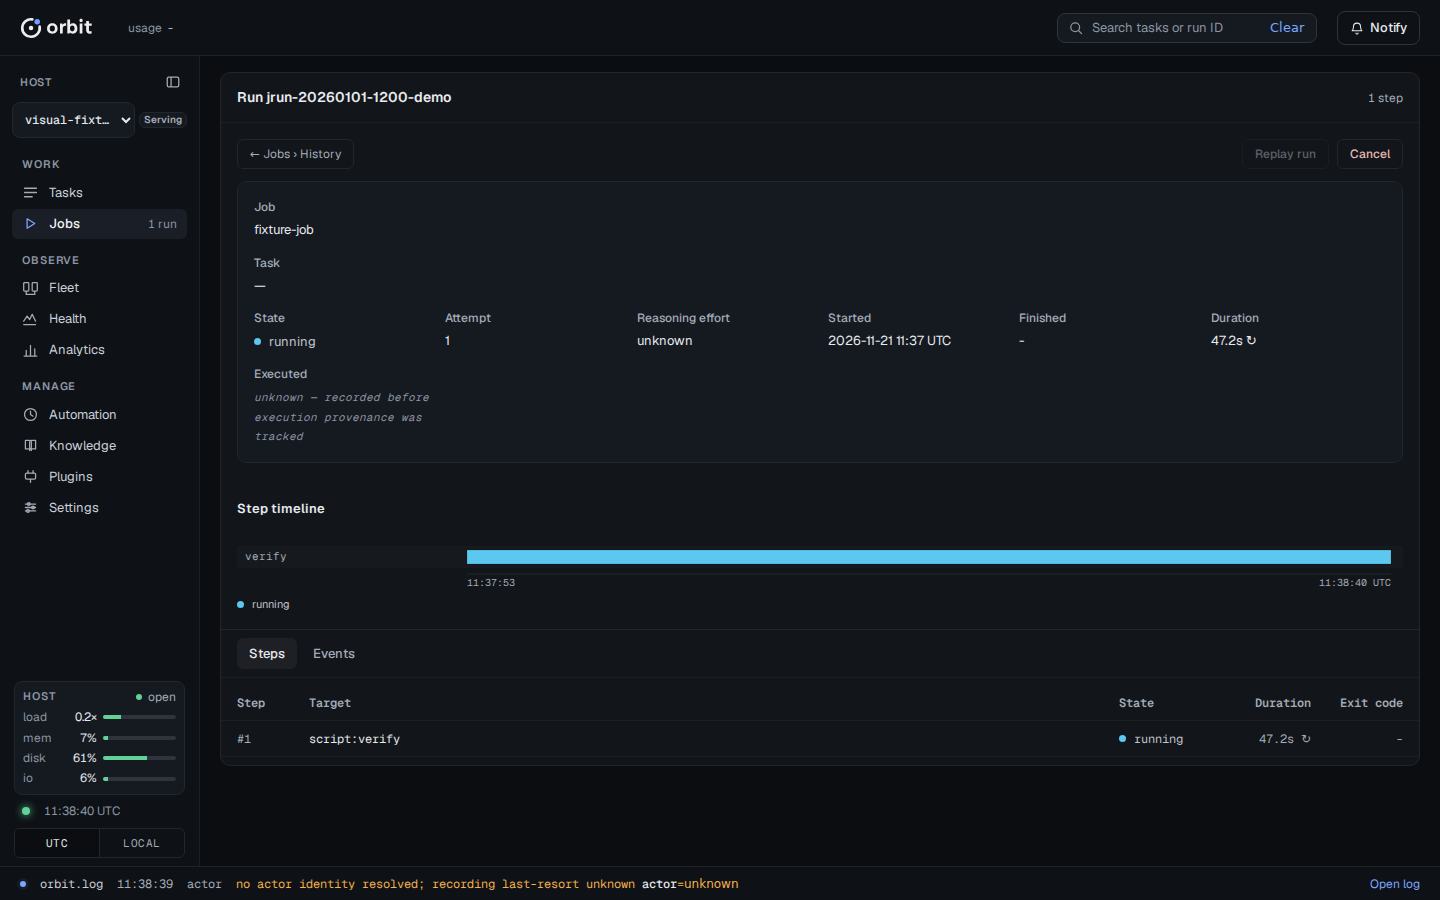 orbit
usage -
Search tasks or run ID
Clear
Notify
HOST
visual-fixt…
Serving
WORK
Tasks
Jobs 1 run
OBSERVE
Fleet
Health
Analytics
MANAGE
Automation
Knowledge
Plugins
Settings
HOST open
load 0.2×
mem 7%
disk 61%
io 6%
11:38:40 UTC
UTC LOCAL
Run jrun-20260101-1200-demo
1 step
← Jobs › History
Replay run
Cancel
Job
fixture-job
Task
—
State Attempt Reasoning effort Started Finished Duration
running 1 unknown 2026-11-21 11:37 UTC - 47.2s ↻
Executed
unknown — recorded before
execution provenance was
tracked
Step timeline
verify
11:37:53 11:38:40 UTC
running
Steps Events
Step Target State Duration Exit code
#1 script:verify running 47.2s ↻ -
orbit.log 11:38:39 actor no actor identity resolved; recording last-resort unknown actor=unknown
Open log